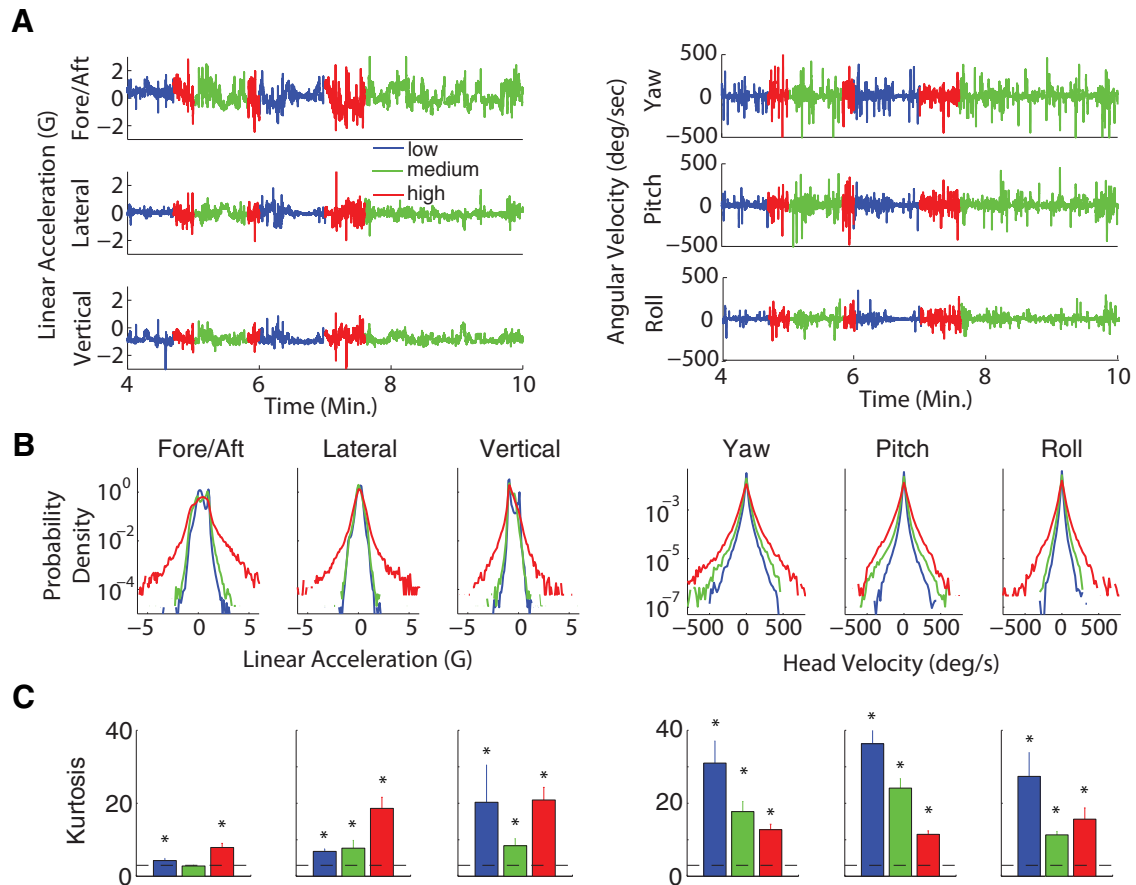 A
Linear Acceleration (G)
Fore/Aft
2
0
−2
Lateral
2
0
−2
Vertical
2
0
−2
low
medium
high
4 6 8 10
Time (Min.)
Angular Velocity (deg/sec)
Yaw
500
0
−500
Pitch
500
0
−500
Roll
500
0
−500
4 6 8 10
Time (Min.)
B
Fore/Aft Lateral Vertical Yaw Pitch Roll
Probability
Density
10^0
10^−2
10^−4
−5 0 5 −5 0 5 −5 0 5
Linear Acceleration (G)
10^−3
10^−5
10^−7
−500 0 500 −500 0 500 −500 0 500
Head Velocity (deg/s)
C
Kurtosis
40
20
0
* *
* * *
* * *
40
20
0
* * *
* * *
* * *